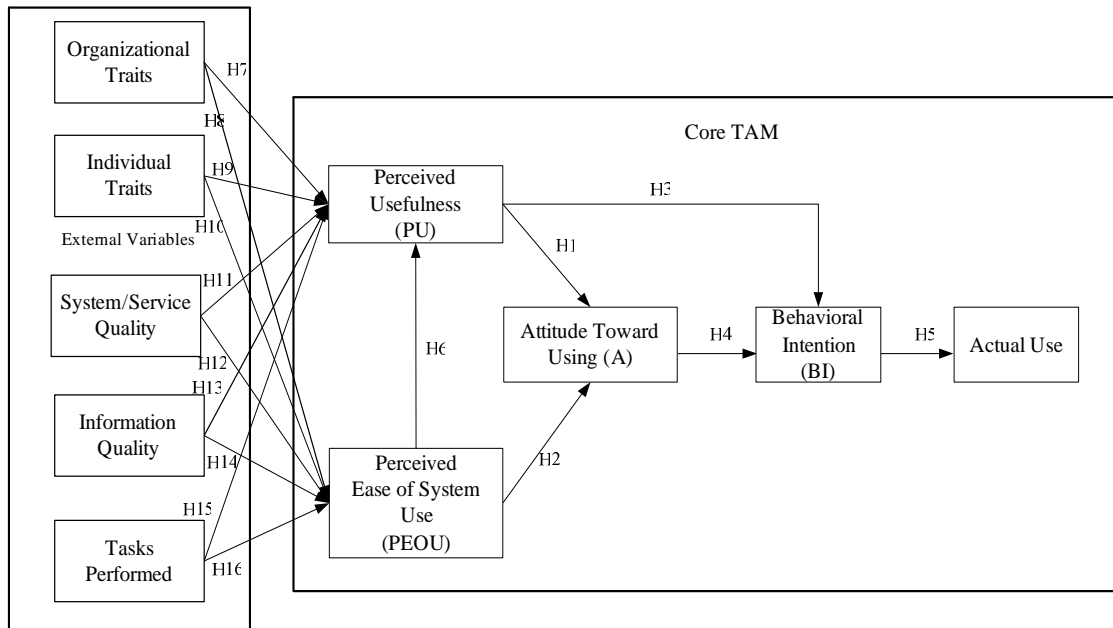 Organizational
Traits
H7
H8
Individual
Traits
H9
H10
External Variables
System/Service
Quality
H11
H12
H13
Information
Quality
H14
H15
Tasks
Performed
H16
Core TAM
Perceived
Usefulness
(PU)
H3
H1
H6
Attitude Toward
Using (A)
H4
Behavioral
Intention
(BI)
H5
Actual Use
Perceived
Ease of System
Use
(PEOU)
H2